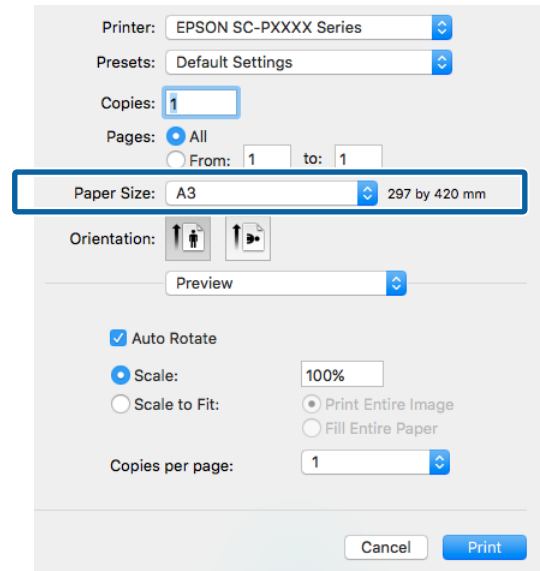 Printer: EPSON SC-PXXXX Series
Presets: Default Settings
Copies: 1
Pages: All
From: 1 to: 1
Paper Size: A3 297 by 420 mm
Orientation:
Preview
Auto Rotate
Scale: 100%
Scale to Fit: Print Entire Image
Fill Entire Paper
Copies per page: 1
Cancel Print